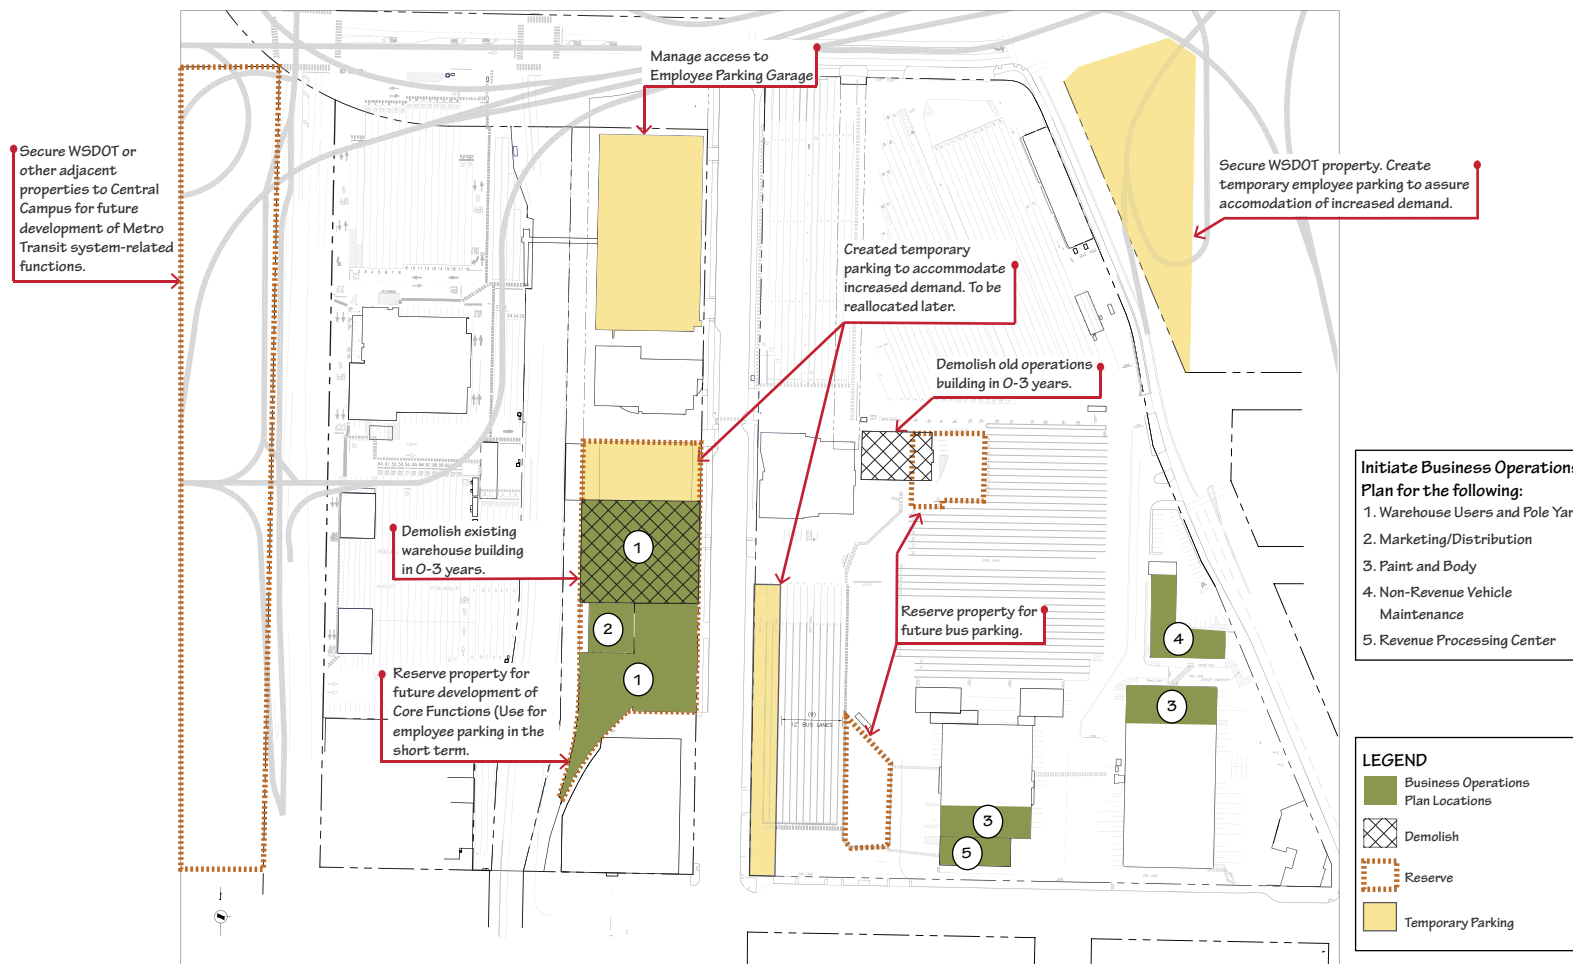 Manage access to
Employee Parking Garage
Secure WSDOT or
other adjacent
properties to Central
Campus for future
development of Metro
Transit system-related
functions.
Secure WSDOT property. Create
temporary employee parking to assure
accomodation of increased demand.
Created temporary
parking to accommodate
increased demand. To be
reallocated later.
Demolish old operations
building in 0-3 years.
Demolish existing
warehouse building
in 0-3 years.
1
2
1
Reserve property for
future bus parking.
Reserve property for
future development of
Core Functions (Use for
employee parking in the
short term.
(9)
12' BUS LANES
4
3
3
5
Initiate Business Operations
Plan for the following:
1. Warehouse Users and Pole Yar
2. Marketing/Distribution
3. Paint and Body
4. Non-Revenue Vehicle
Maintenance
5. Revenue Processing Center
LEGEND
Business Operations
Plan Locations
Demolish
Reserve
Temporary Parking